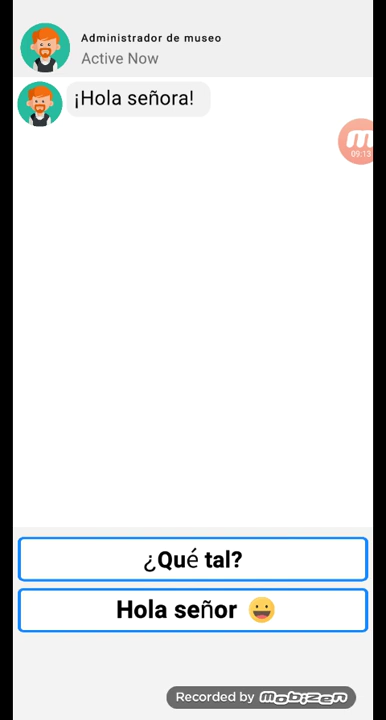 Administrador de museo
Active Now
¡Hola señora!
09:13
¿Qué tal?
Hola señor 😀
Recorded by mobizen